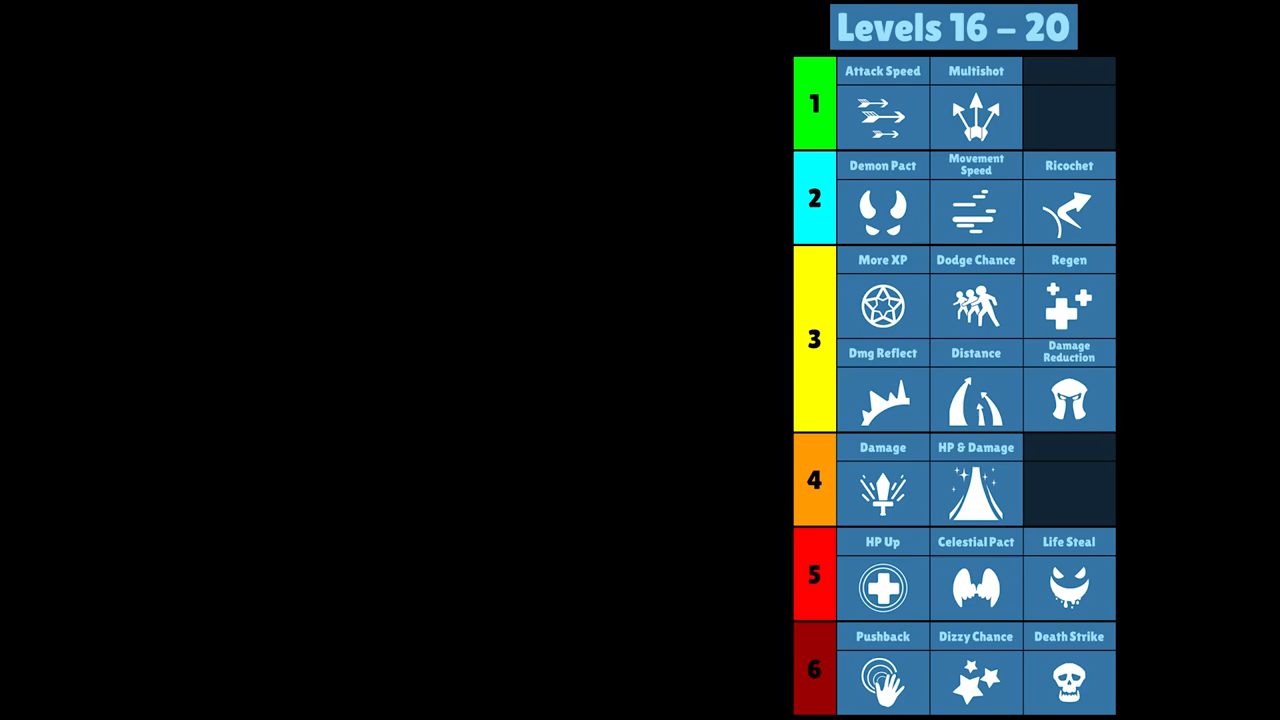 Levels 16 – 20
1
Attack Speed
Multishot
2
Demon Pact
Movement
Speed
Ricochet
3
More XP
Dodge Chance
Regen
Dmg Reflect
Distance
Damage
Reduction
4
Damage
HP & Damage
5
HP Up
Celestial Pact
Life Steal
6
Pushback
Dizzy Chance
Death Strike